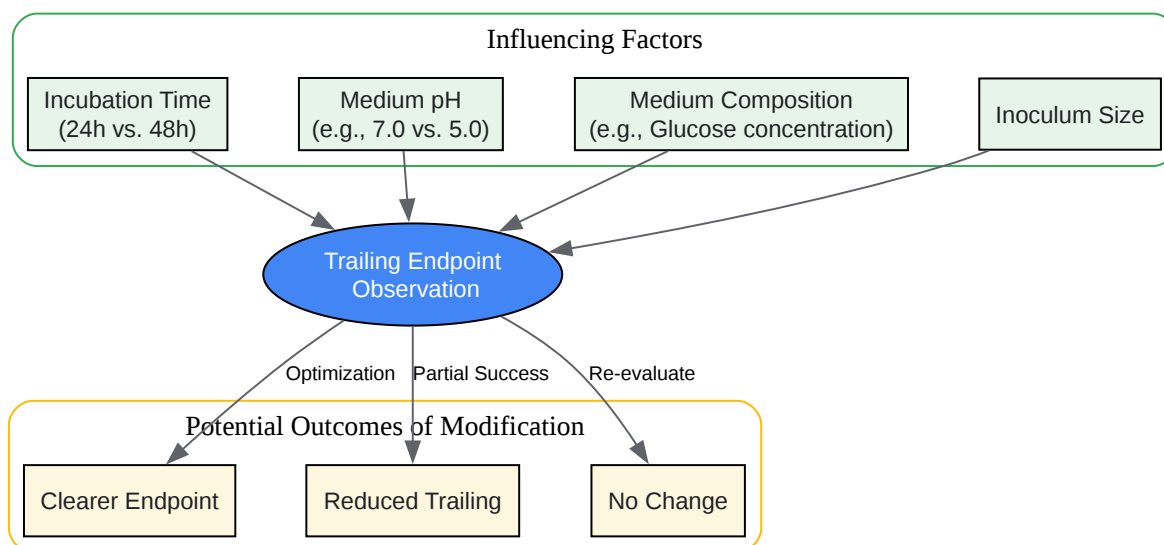 Influencing Factors
Incubation Time
(24h vs. 48h)
Medium pH
(e.g., 7.0 vs. 5.0)
Medium Composition
(e.g., Glucose concentration)
Inoculum Size
Trailing Endpoint
Observation
Optimization
Partial Success
Re-evaluate
Potential Outcomes of Modification
Clearer Endpoint
Reduced Trailing
No Change